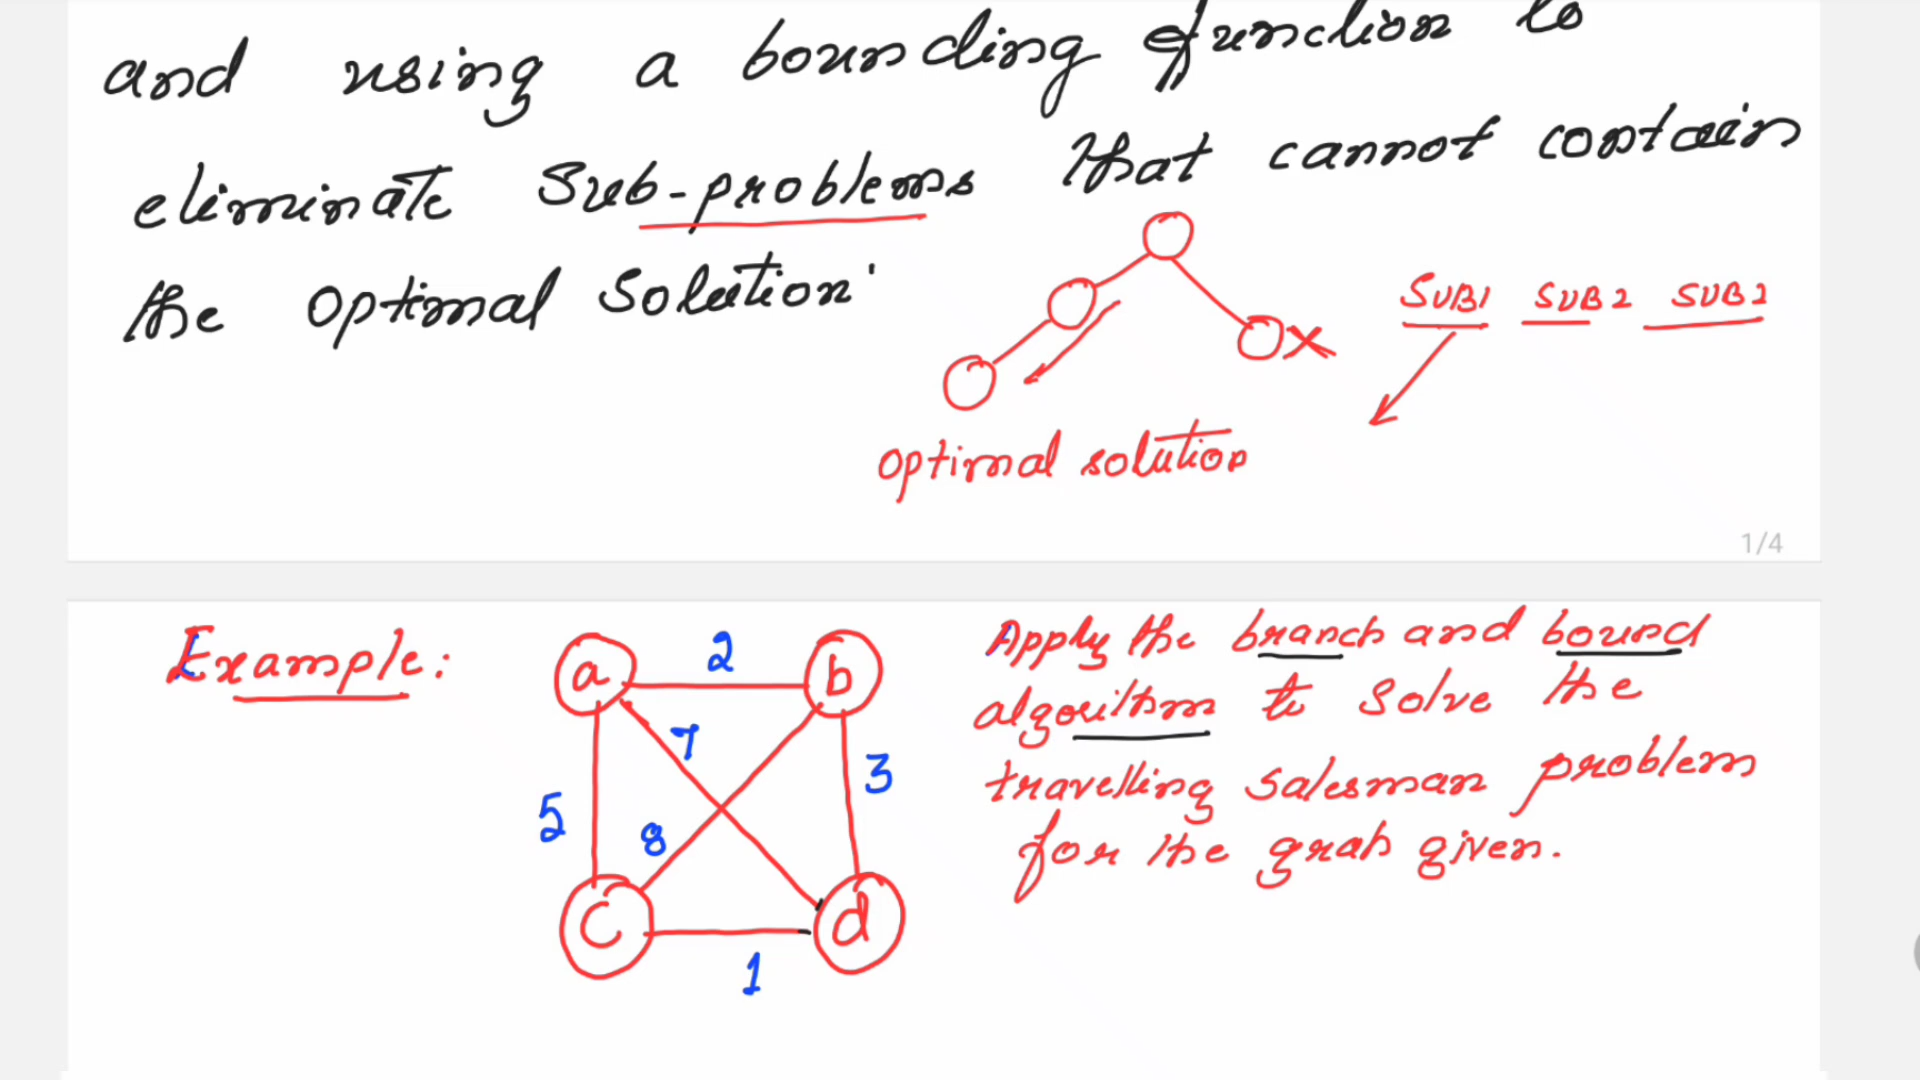 and using a bounding function to
eliminate Sub-problems that cannot contain
the optimal Solution.
SUB1 SUB2 SUB2
optimal solution
1/4
Example:
a 2 b
7
3
5
8
c d
1
Apply the branch and bound
algorithm to Solve the
travelling Salesman problem
for the grah given.